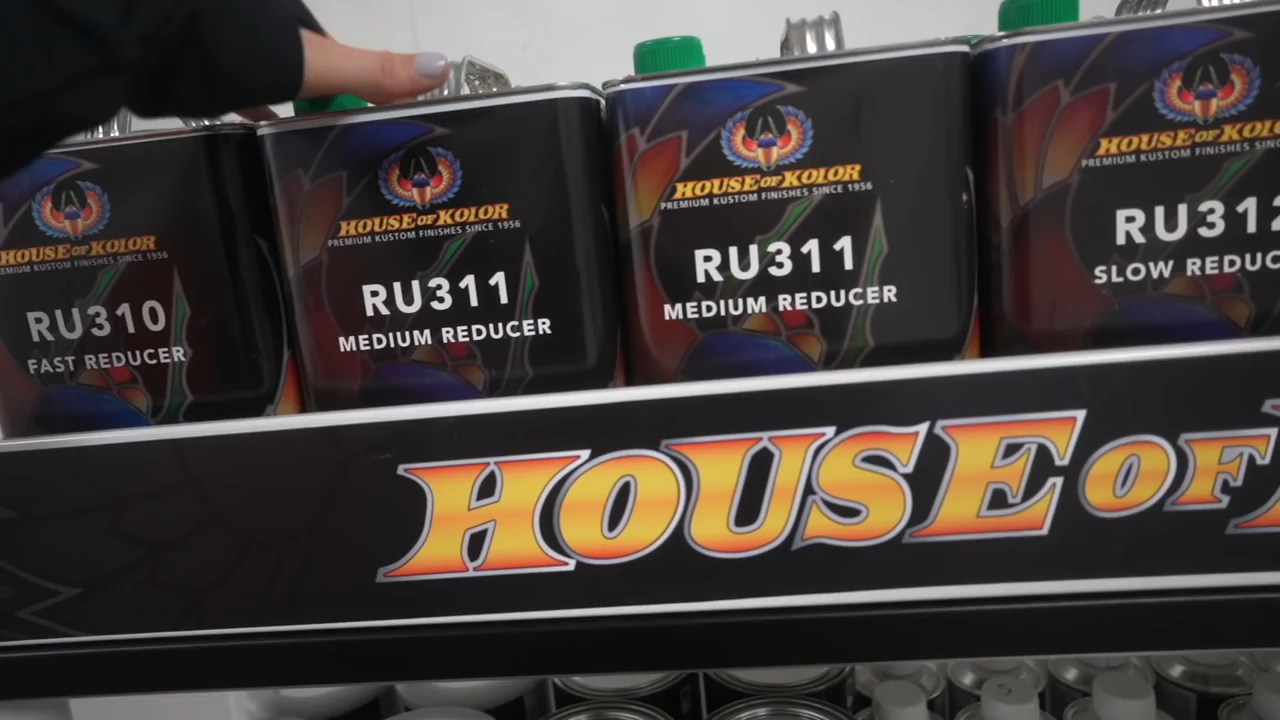 HOUSE OF KOLOR
PREMIUM KUSTOM FINISHES SINCE 1956
RU310
FAST REDUCER
HOUSE OF KOLOR
PREMIUM KUSTOM FINISHES SINCE 1956
RU311
MEDIUM REDUCER
HOUSE OF KOLOR
PREMIUM KUSTOM FINISHES SINCE 1956
RU311
MEDIUM REDUCER
HOUSE OF KOL
PREMIUM KUSTOM FINISHES SINC
RU312
SLOW REDUC
HOUSE OF